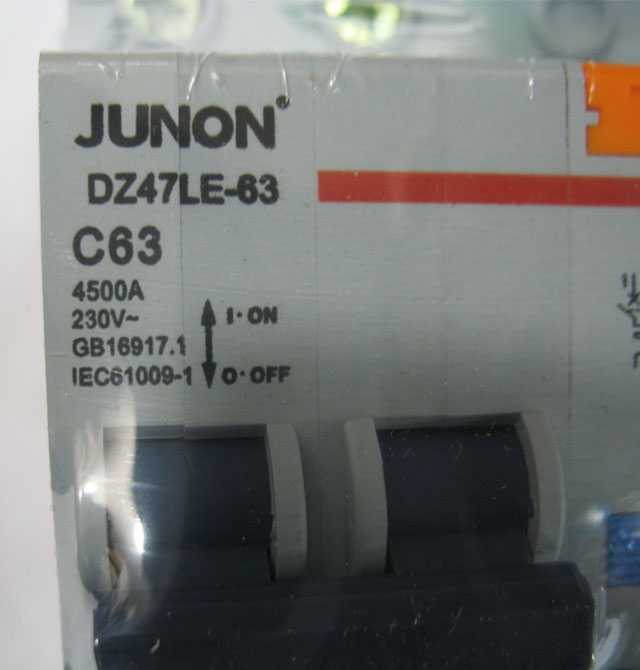 JUNON
DZ47LE-63
C63
4500A
230V~
GB16917.1
IEC61009-1
I·ON
O·OFF